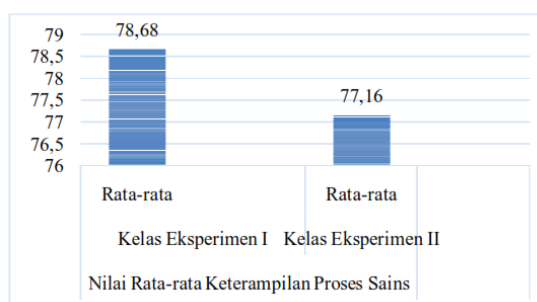 79
78,5
78
77,5
77
76,5
76
78,68
77,16
Rata-rata
Rata-rata
Kelas Eksperimen I
Kelas Eksperimen II
Nilai Rata-rata Keterampilan Proses Sains